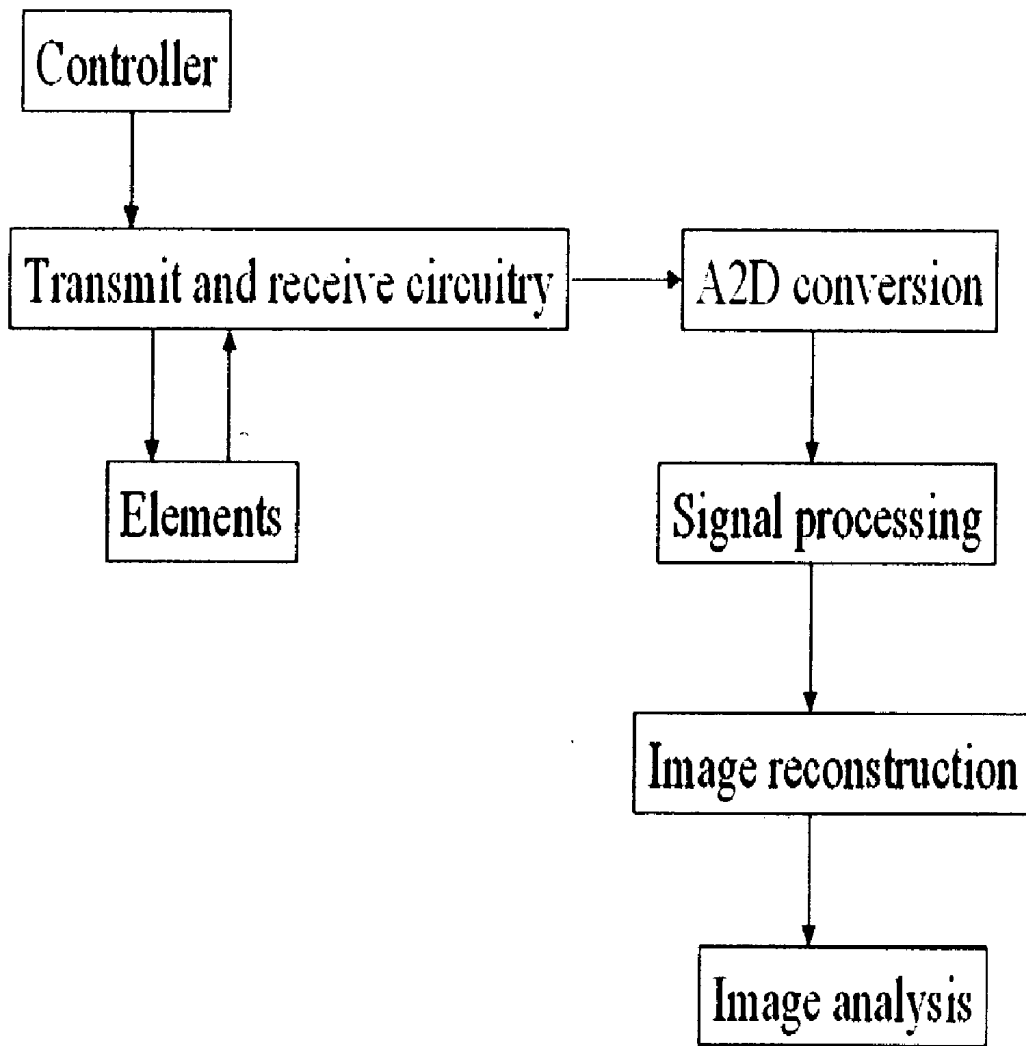 Controller
Transmit and receive circuitry
A2D conversion
Elements
Signal processing
Image reconstruction
Image analysis